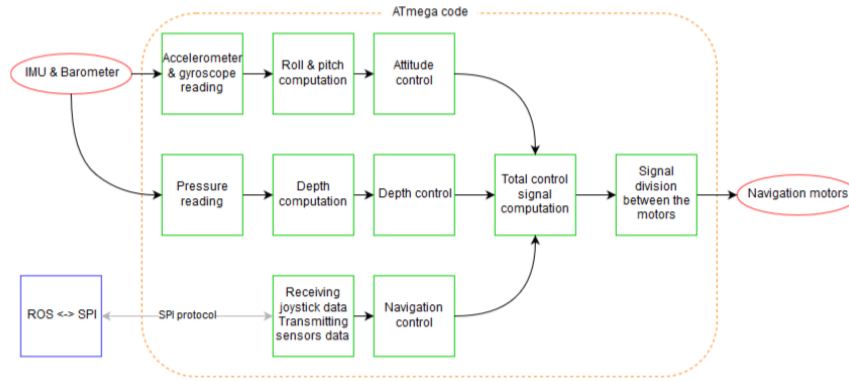 ATmega code
IMU & Barometer
Accelerometer
& gyroscope
reading
Roll & pitch
computation
Attitude
control
Pressure
reading
Depth
computation
Depth control
Total control
signal
computation
Signal
division
between the
motors
Navigation motors
ROS <-> SPI
SPI protocol
Receiving
joystick data
Transmitting
sensors data
Navigation
control